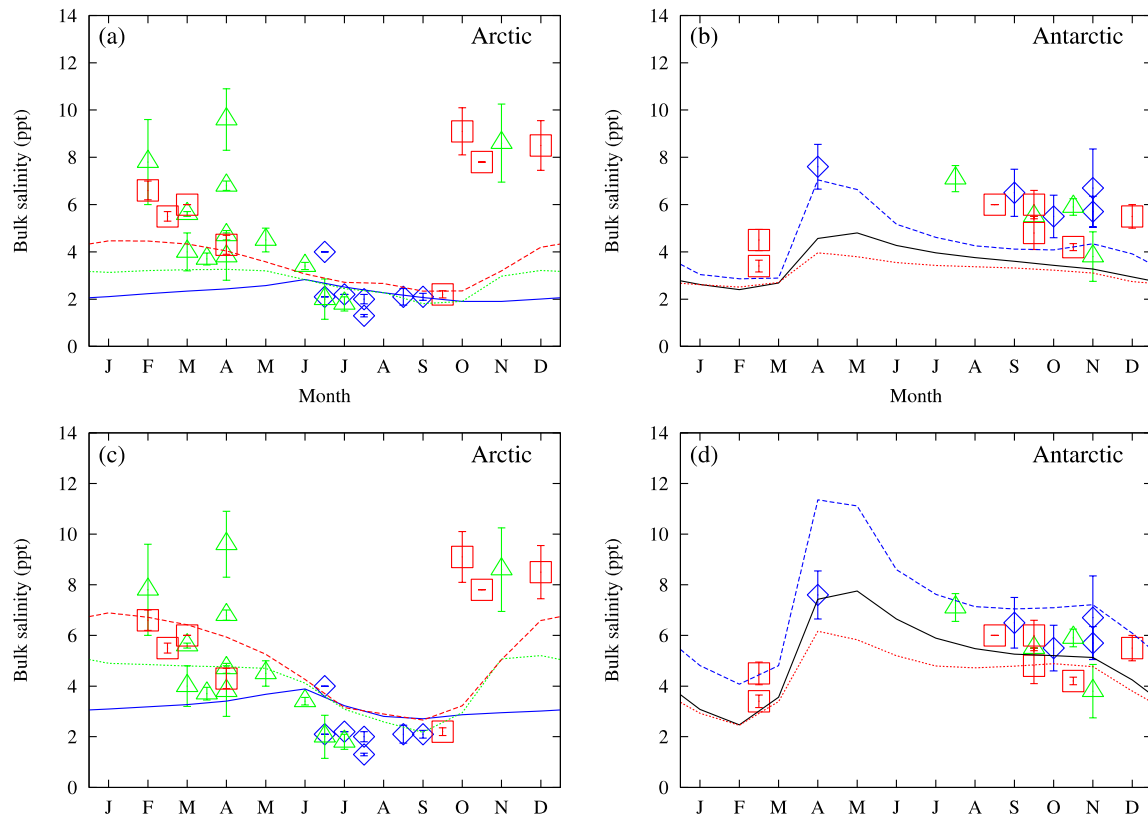 (a) Arctic
Bulk salinity (ppt)
14
12
10
8
6
4
2
0
J F M A M J J A S O N D
Month
(b) Antarctic
Bulk salinity (ppt)
14
12
10
8
6
4
2
0
J F M A M J J A S O N D
Month
(c) Arctic
Bulk salinity (ppt)
14
12
10
8
6
4
2
0
J F M A M J J A S O N D
(d) Antarctic
Bulk salinity (ppt)
14
12
10
8
6
4
2
0
J F M A M J J A S O N D